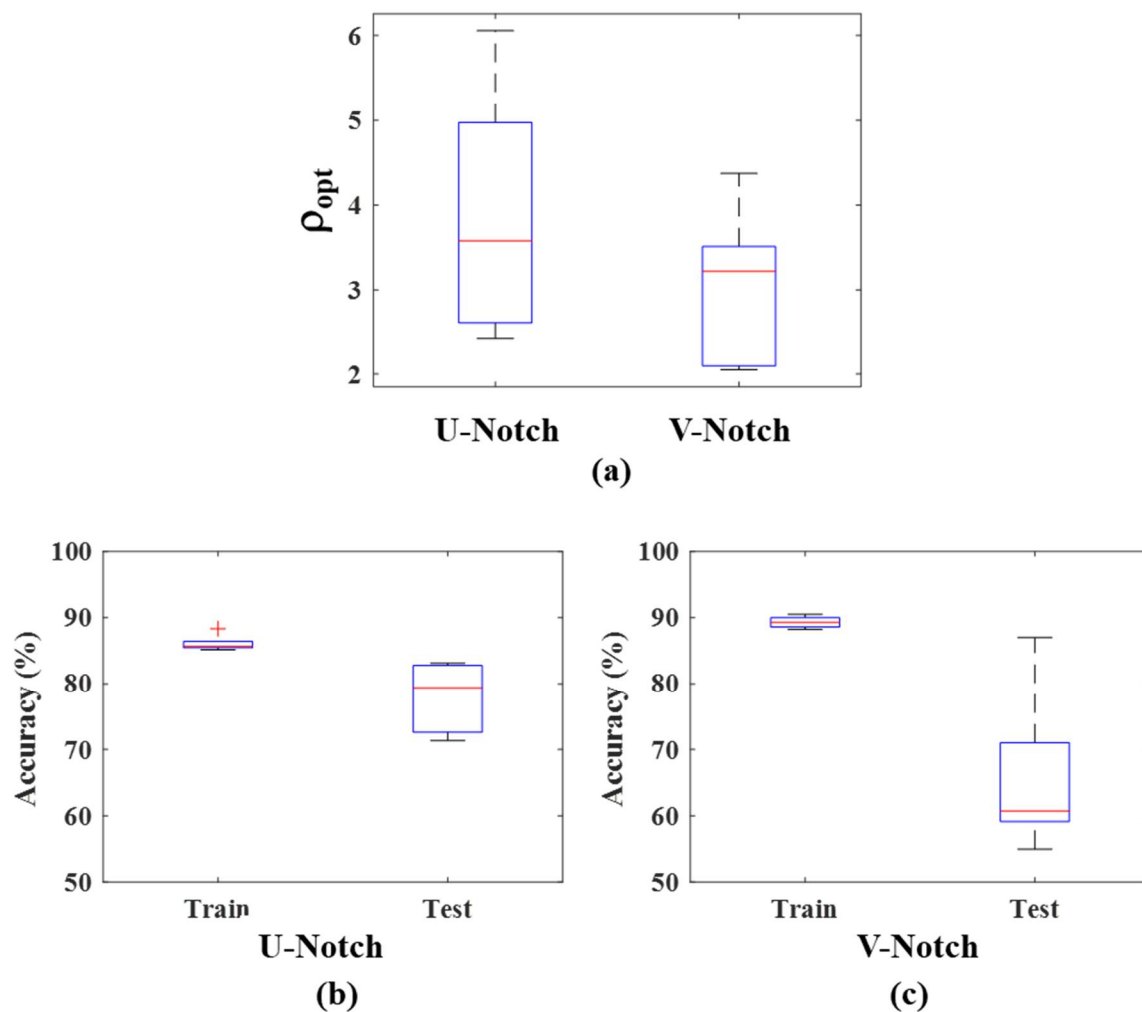 6
5
4
3
2
ρopt
U-Notch V-Notch
(a)
100
90
80
70
60
50
Accuracy (%)
Train Test
U-Notch
(b)
100
90
80
70
60
50
Accuracy (%)
Train Test
V-Notch
(c)